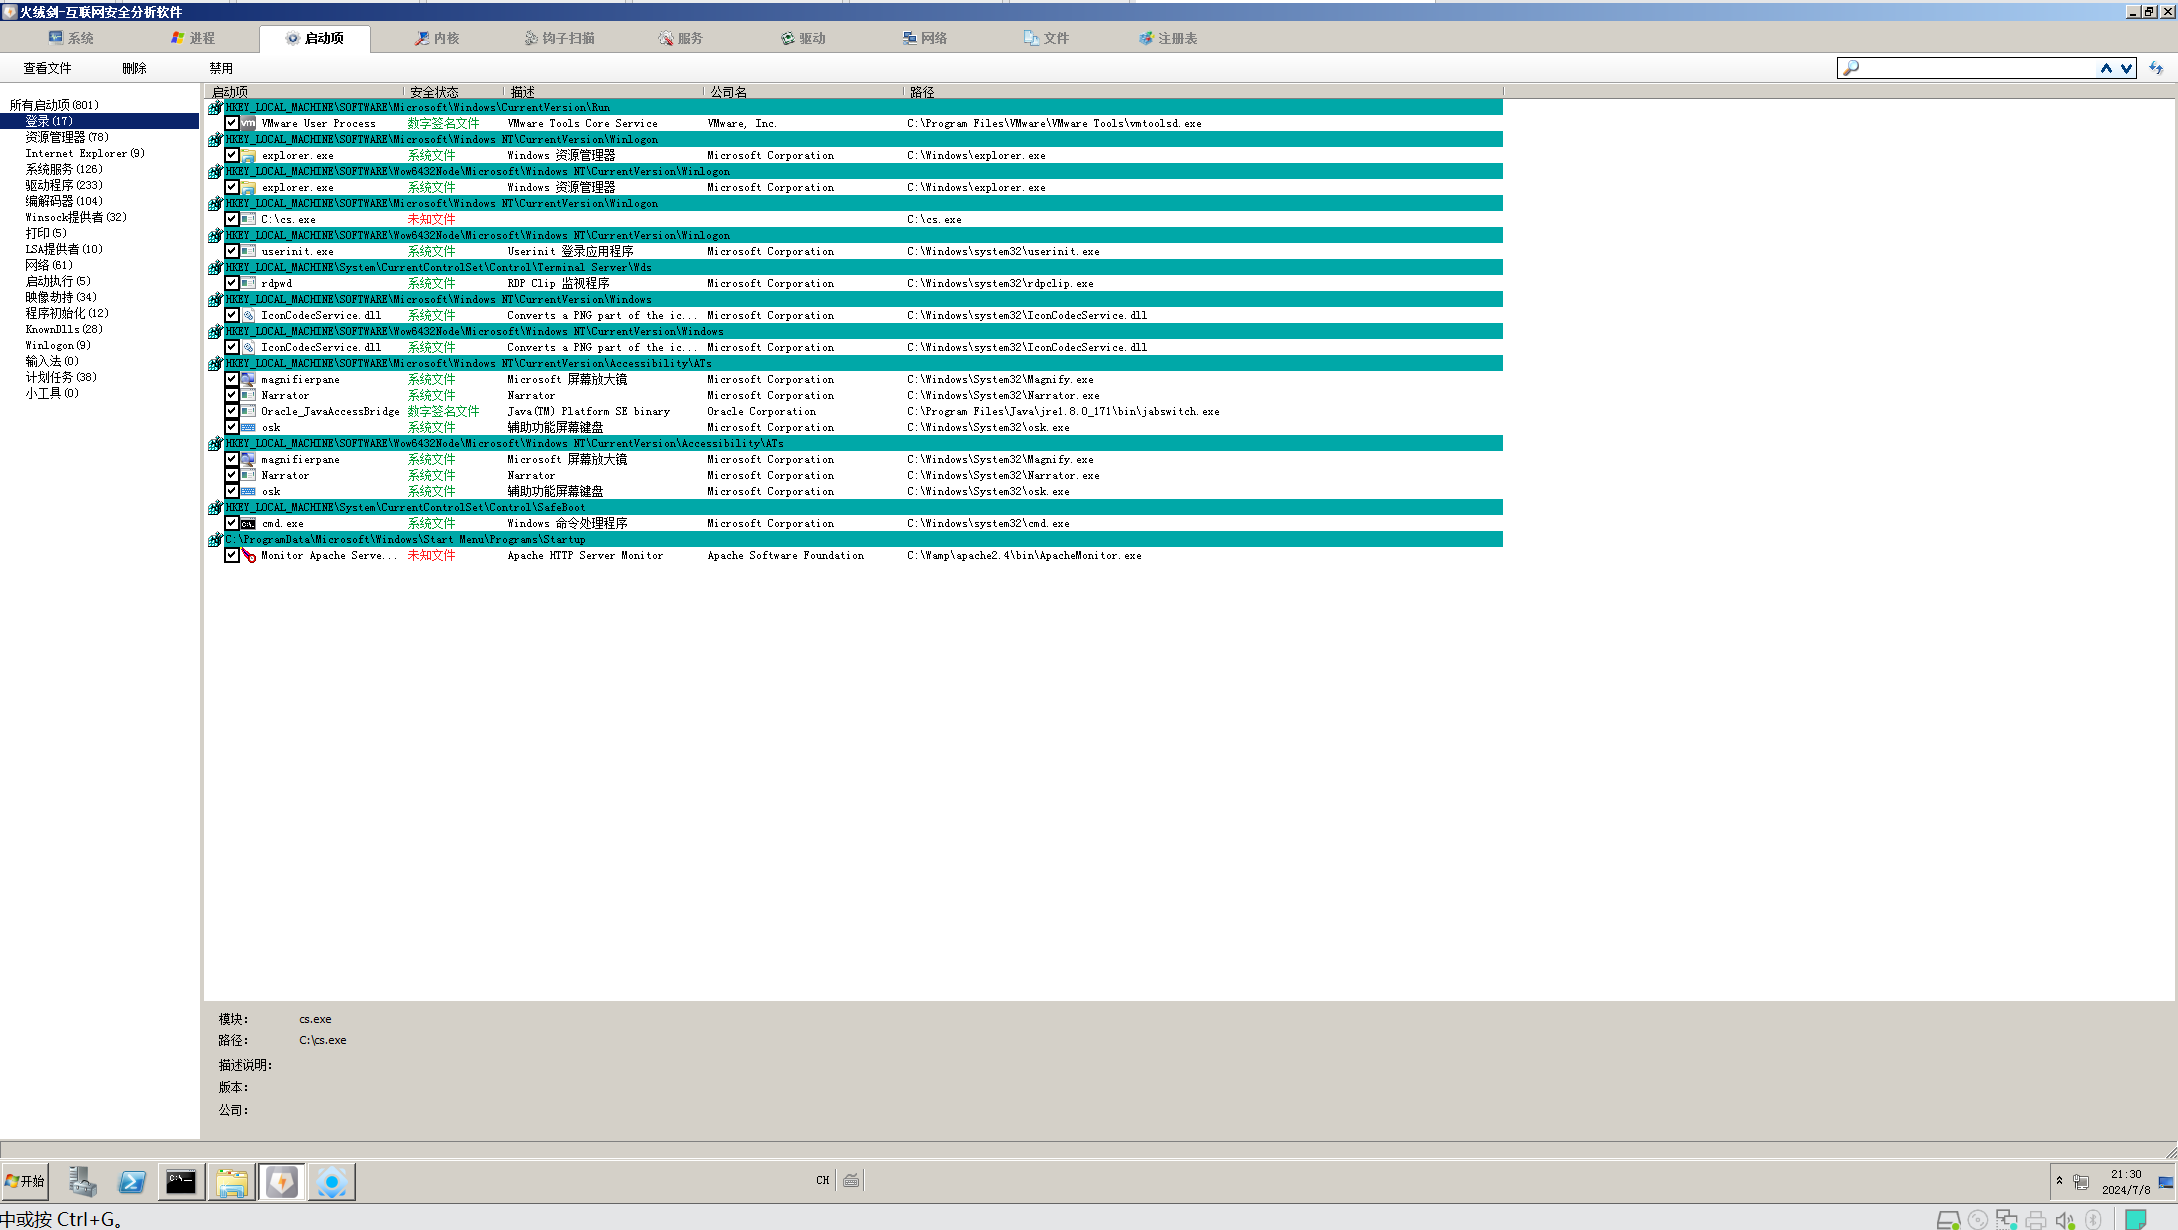 火绒剑-互联网安全分析软件
系统 进程 启动项 内核 钩子扫描 服务 驱动 网络 文件 注册表
查看文件 删除 禁用
启动项 安全状态 描述 公司名 路径
所有启动项(801)
登录(17)
资源管理器(78)
Internet Explorer(9)
系统服务(126)
驱动程序(233)
编解码器(104)
Winsock提供者(32)
打印(5)
LSA提供者(10)
网络(61)
启动执行(5)
映像劫持(34)
程序初始化(12)
KnownDlls(28)
Winlogon(9)
输入法(0)
计划任务(38)
小工具(0)
HKEY_LOCAL_MACHINE\SOFTWARE\Microsoft\Windows\CurrentVersion\Run
VMware User Process 数字签名文件 VMware Tools Core Service VMware, Inc. C:\Program Files\VMware\VMware Tools\vmtoolsd.exe
HKEY_LOCAL_MACHINE\SOFTWARE\Microsoft\Windows NT\CurrentVersion\Winlogon
explorer.exe 系统文件 Windows 资源管理器 Microsoft Corporation C:\Windows\explorer.exe
HKEY_LOCAL_MACHINE\SOFTWARE\Wow6432Node\Microsoft\Windows NT\CurrentVersion\Winlogon
explorer.exe 系统文件 Windows 资源管理器 Microsoft Corporation C:\Windows\explorer.exe
HKEY_LOCAL_MACHINE\SOFTWARE\Microsoft\Windows NT\CurrentVersion\Winlogon
C:\cs.exe 未知文件 C:\cs.exe
HKEY_LOCAL_MACHINE\SOFTWARE\Wow6432Node\Microsoft\Windows NT\CurrentVersion\Winlogon
userinit.exe 系统文件 Userinit 登录应用程序 Microsoft Corporation C:\Windows\system32\userinit.exe
HKEY_LOCAL_MACHINE\System\CurrentControlSet\Control\Terminal Server\Wds
rdpwd 系统文件 RDP Clip 监视程序 Microsoft Corporation C:\Windows\system32\rdpclip.exe
HKEY_LOCAL_MACHINE\SOFTWARE\Microsoft\Windows NT\CurrentVersion\Windows
IconCodecService.dll 系统文件 Converts a PNG part of the ic... Microsoft Corporation C:\Windows\system32\IconCodecService.dll
HKEY_LOCAL_MACHINE\SOFTWARE\Wow6432Node\Microsoft\Windows NT\CurrentVersion\Windows
IconCodecService.dll 系统文件 Converts a PNG part of the ic... Microsoft Corporation C:\Windows\system32\IconCodecService.dll
HKEY_LOCAL_MACHINE\SOFTWARE\Microsoft\Windows NT\CurrentVersion\Accessibility\ATs
magnifierpane 系统文件 Microsoft 屏幕放大镜 Microsoft Corporation C:\Windows\System32\Magnify.exe
Narrator 系统文件 Narrator Microsoft Corporation C:\Windows\System32\Narrator.exe
Oracle_JavaAccessBridge 数字签名文件 Java(TM) Platform SE binary Oracle Corporation C:\Program Files\Java\jre1.8.0_171\bin\jabswitch.exe
osk 系统文件 辅助功能屏幕键盘 Microsoft Corporation C:\Windows\System32\osk.exe
HKEY_LOCAL_MACHINE\SOFTWARE\Wow6432Node\Microsoft\Windows NT\CurrentVersion\Accessibility\ATs
magnifierpane 系统文件 Microsoft 屏幕放大镜 Microsoft Corporation C:\Windows\System32\Magnify.exe
Narrator 系统文件 Narrator Microsoft Corporation C:\Windows\System32\Narrator.exe
osk 系统文件 辅助功能屏幕键盘 Microsoft Corporation C:\Windows\System32\osk.exe
HKEY_LOCAL_MACHINE\System\CurrentControlSet\Control\SafeBoot
cmd.exe 系统文件 Windows 命令处理程序 Microsoft Corporation C:\Windows\system32\cmd.exe
C:\ProgramData\Microsoft\Windows\Start Menu\Programs\Startup
Monitor Apache Serve... 未知文件 Apache HTTP Server Monitor Apache Software Foundation C:\Wamp\apache2.4\bin\ApacheMonitor.exe
模块: cs.exe
路径: C:\cs.exe
描述说明:
版本:
公司:
开始 CH 21:30
2024/7/8
中或按 Ctrl+G。